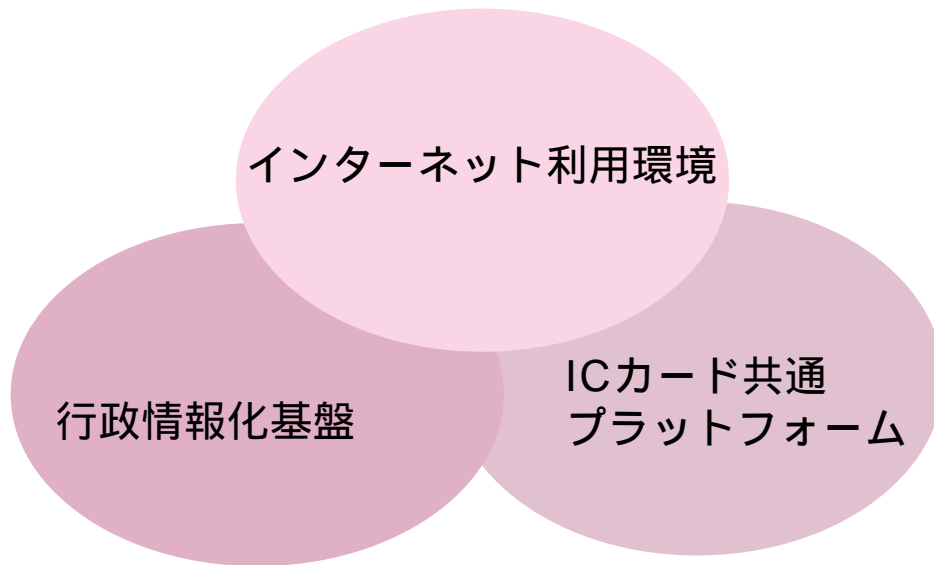 インターネット利用環境
行政情報化基盤
ICカード共通
プラットフォーム